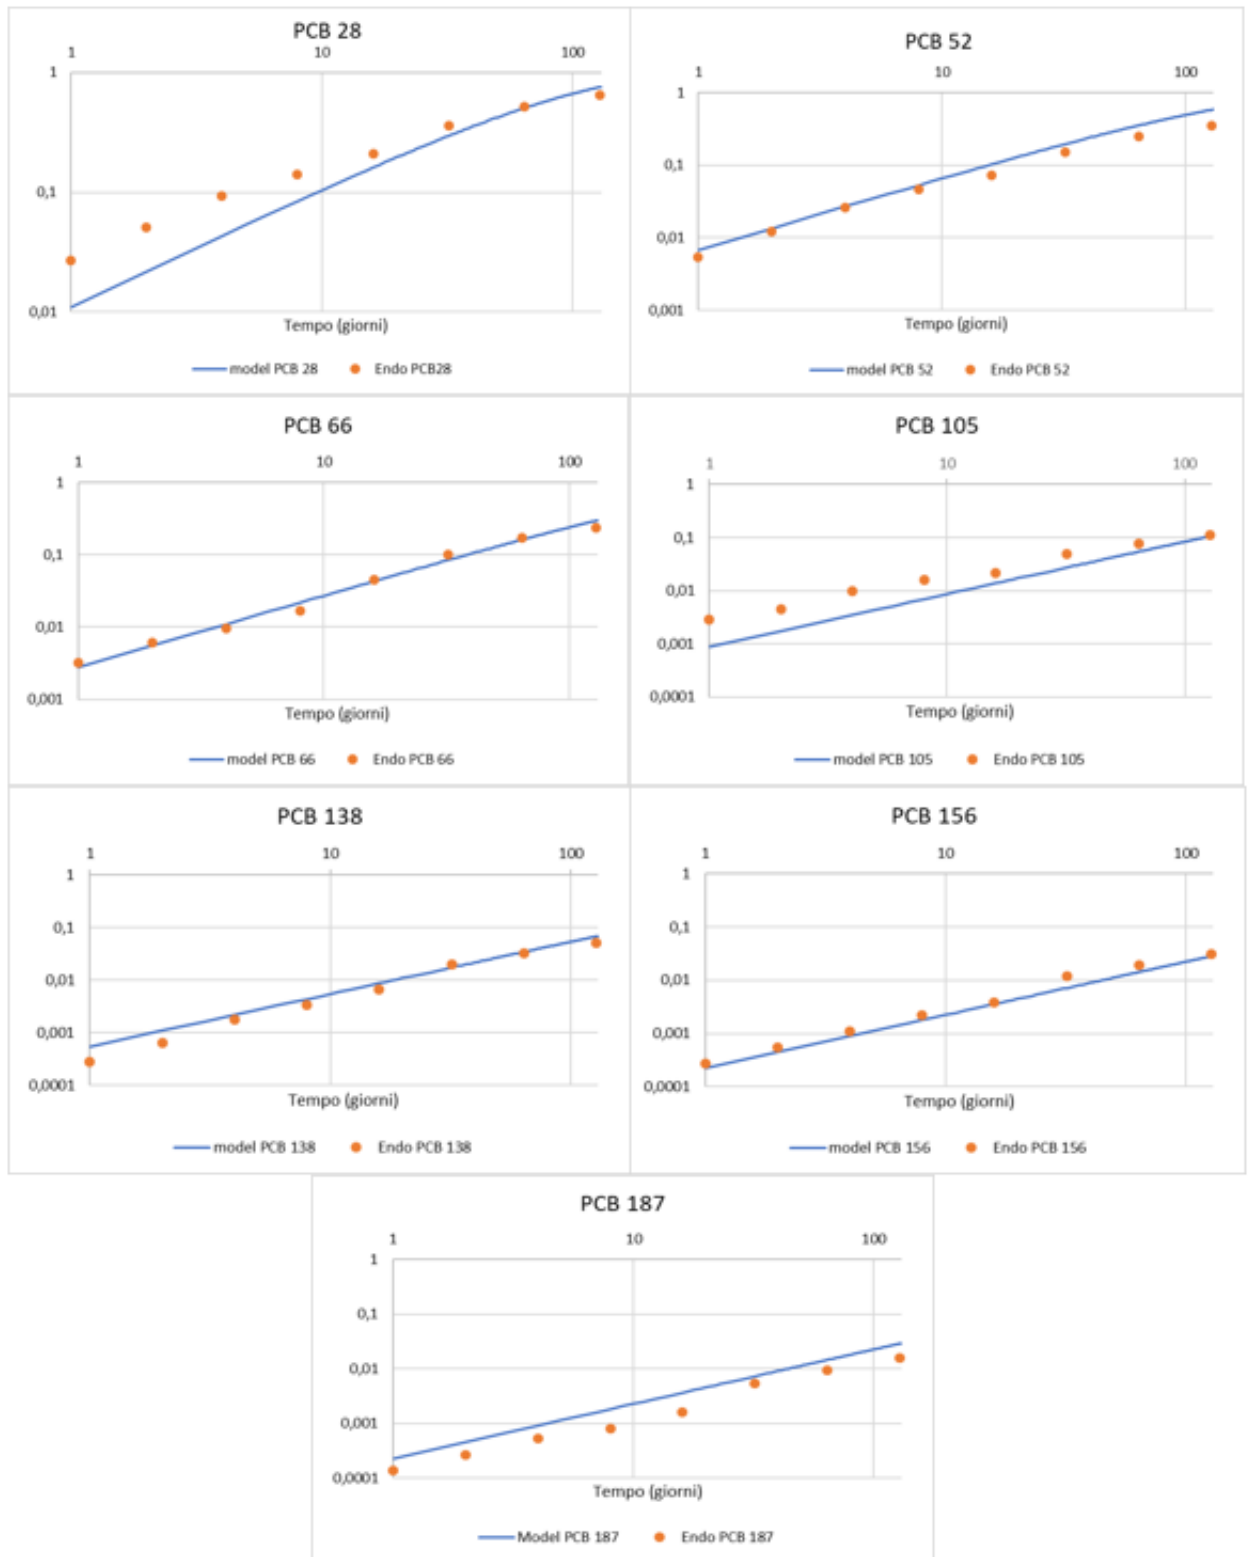 PCB 28
1 10 100
1
0,1
0,01
Tempo (giorni)
model PCB 28 Endo PCB28
PCB 52
1 10 100
1
0,1
0,01
0,001
Tempo (giorni)
model PCB 52 Endo PCB 52
PCB 66
1 10 100
1
0,1
0,01
0,001
Tempo (giorni)
model PCB 66 Endo PCB 66
PCB 105
1 10 100
1
0,1
0,01
0,001
0,0001
Tempo (giorni)
model PCB 105 Endo PCB 105
PCB 138
1 10 100
1
0,1
0,01
0,001
0,0001
Tempo (giorni)
model PCB 138 Endo PCB 138
PCB 156
1 10 100
1
0,1
0,01
0,001
0,0001
Tempo (giorni)
model PCB 156 Endo PCB 156
PCB 187
1 10 100
1
0,1
0,01
0,001
0,0001
Tempo (giorni)
Model PCB 187 Endo PCB 187